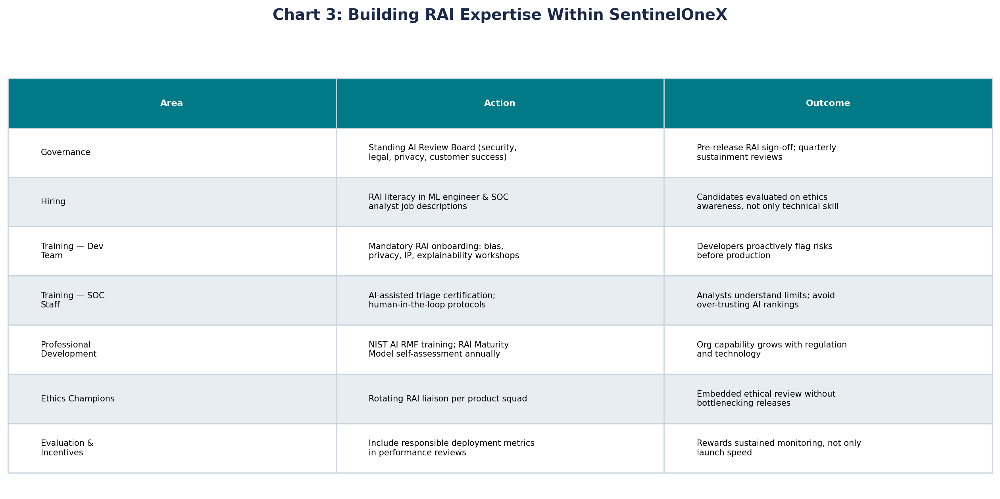 Chart 3: Building RAI Expertise Within SentinelOneX
Area
Action
Outcome
Governance
Standing AI Review Board (security,
legal, privacy, customer success)
Pre-release RAI sign-off; quarterly
sustainment reviews
Hiring
RAI literacy in ML engineer & SOC
analyst job descriptions
Candidates evaluated on ethics
awareness, not only technical skill
Training — Dev
Team
Mandatory RAI onboarding: bias,
privacy, IP, explainability workshops
Developers proactively flag risks
before production
Training — SOC
Staff
AI-assisted triage certification;
human-in-the-loop protocols
Analysts understand limits; avoid
over-trusting AI rankings
Professional
Development
NIST AI RMF training; RAI Maturity
Model self-assessment annually
Org capability grows with regulation
and technology
Ethics Champions
Rotating RAI liaison per product squad
Embedded ethical review without
bottlenecking releases
Evaluation &
Incentives
Include responsible deployment metrics
in performance reviews
Rewards sustained monitoring, not only
launch speed